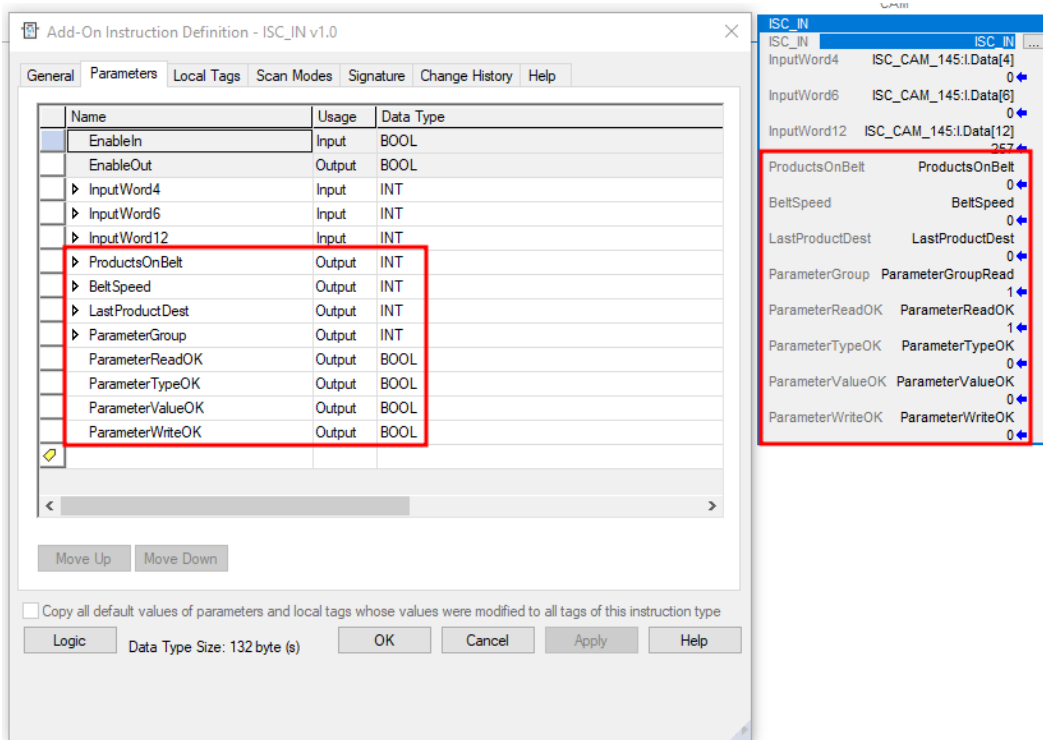 Add-On Instruction Definition - ISC_IN v1.0
General Parameters Local Tags Scan Modes Signature Change History Help
Name Usage Data Type
EnableIn Input BOOL
EnableOut Output BOOL
InputWord4 Input INT
InputWord6 Input INT
InputWord12 Input INT
ProductsOnBelt Output INT
BeltSpeed Output INT
LastProductDest Output INT
ParameterGroup Output INT
ParameterReadOK Output BOOL
ParameterTypeOK Output BOOL
ParameterValueOK Output BOOL
ParameterWriteOK Output BOOL
Move Up Move Down
Copy all default values of parameters and local tags whose values were modified to all tags of this instruction type
Logic Data Type Size: 132 byte (s) OK Cancel Apply Help
CAM
ISC_IN
ISC_IN ISC_IN ...
InputWord4 ISC_CAM_145:I.Data[4]
0
InputWord6 ISC_CAM_145:I.Data[6]
0
InputWord12 ISC_CAM_145:I.Data[12]
257
ProductsOnBelt ProductsOnBelt
0
BeltSpeed BeltSpeed
0
LastProductDest LastProductDest
0
ParameterGroup ParameterGroupRead
1
ParameterReadOK ParameterReadOK
1
ParameterTypeOK ParameterTypeOK
0
ParameterValueOK ParameterValueOK
0
ParameterWriteOK ParameterWriteOK
0